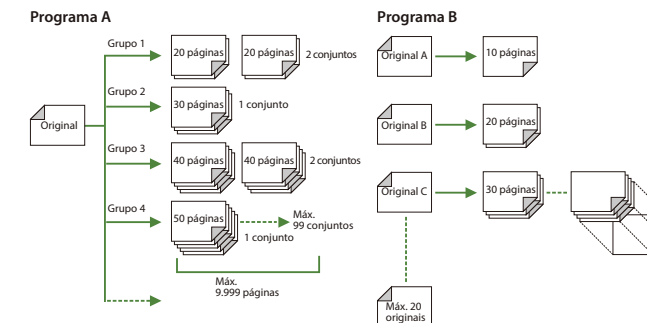 Programa A
Grupo 1
20 páginas
20 páginas
2 conjuntos
Grupo 2
30 páginas
1 conjunto
Original
Grupo 3
40 páginas
40 páginas
2 conjuntos
Grupo 4
50 páginas
1 conjunto
Máx.
99 conjuntos
Máx.
9.999 páginas
Programa B
Original A
10 páginas
Original B
20 páginas
Original C
30 páginas
Máx. 20
originais